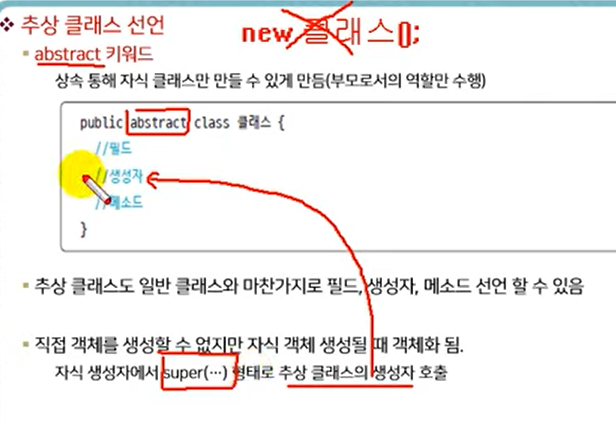 ❖ 추상 클래스 선언
new 클래스();
▪ abstract 키워드
상속 통해 자식 클래스만 만들 수 있게 만듬(부모로서의 역할만 수행)
public abstract class 클래스 {
//필드
//생성자
//메소드
}
▪ 추상 클래스도 일반 클래스와 마찬가지로 필드, 생성자, 메소드 선언 할 수 있음
▪ 직접 객체를 생성할 수 없지만 자식 객체 생성될 때 객체화 됨.
자식 생성자에서 super(…) 형태로 추상 클래스의 생성자 호출